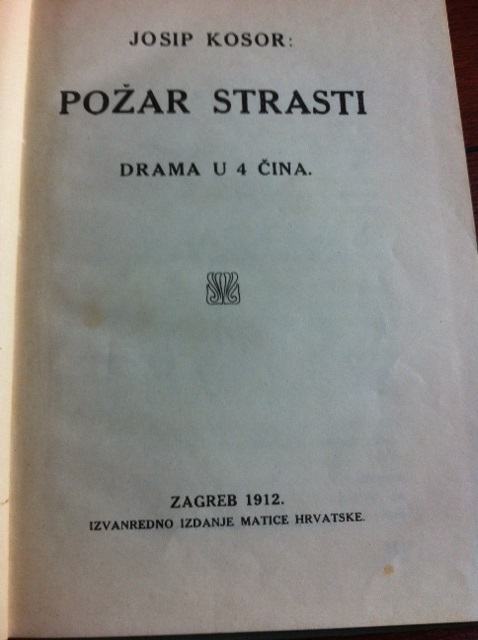 JOSIP KOSOR:
POŽAR STRASTI
DRAMA U 4 ČINA.
ZAGREB 1912.
IZVANREDNO IZDANJE MATICE HRVATSKE.